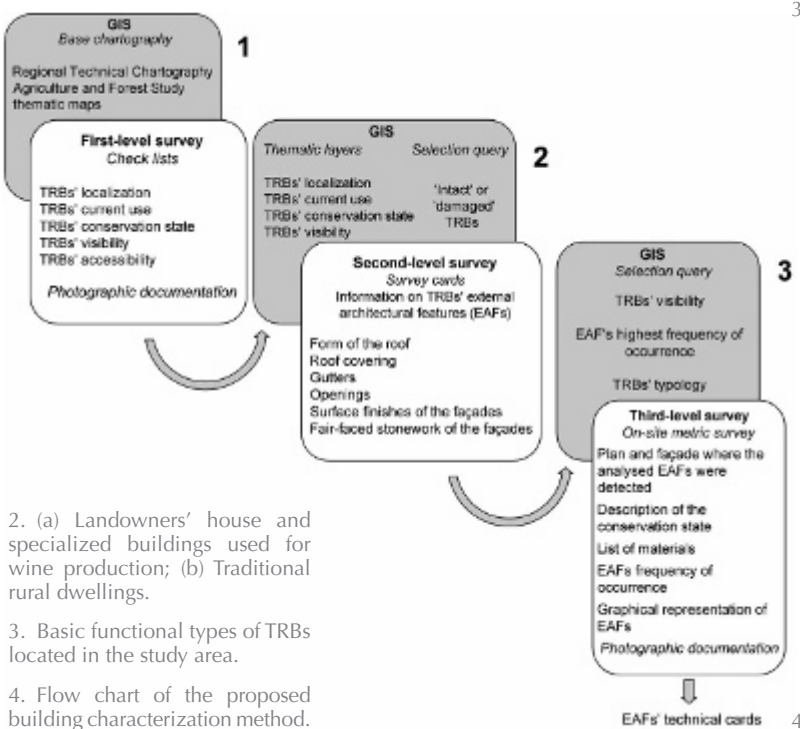 3
GIS
Base chartography
1
Regional Technical Chartography
Agriculture and Forest Study
thematic maps
First-level survey
Check lists
TRBs' localization
TRBs' current use
TRBs' conservation state
TRBs' visibility
TRBs' accessibility
Photographic documentation
GIS
Thematic layers
Selection query
2
TRBs' localization
TRBs' current use
TRBs' conservation state
TRBs' visibility
'Intact' or
'damaged'
TRBs
Second-level survey
Survey cards
Information on TRBs' external
architectural features (EAFs)
Form of the roof
Roof covering
Gutters
Openings
Surface finishes of the façades
Fair-faced stonework of the façades
GIS
Selection query
3
TRBs' visibility
EAF's highest frequency of
occurrence
TRBs' typology
Third-level survey
On-site metric survey
Plan and façade where the
analysed EAFs were
detected
Description of the
conservation state
List of materials
EAFs frequency of
occurrence
Graphical representation of
EAFs
Photographic documentation
EAFs' technical cards
4
2. (a) Landowners' house and
specialized buildings used for
wine production; (b) Traditional
rural dwellings.
3. Basic functional types of TRBs
located in the study area.
4. Flow chart of the proposed
building characterization method.